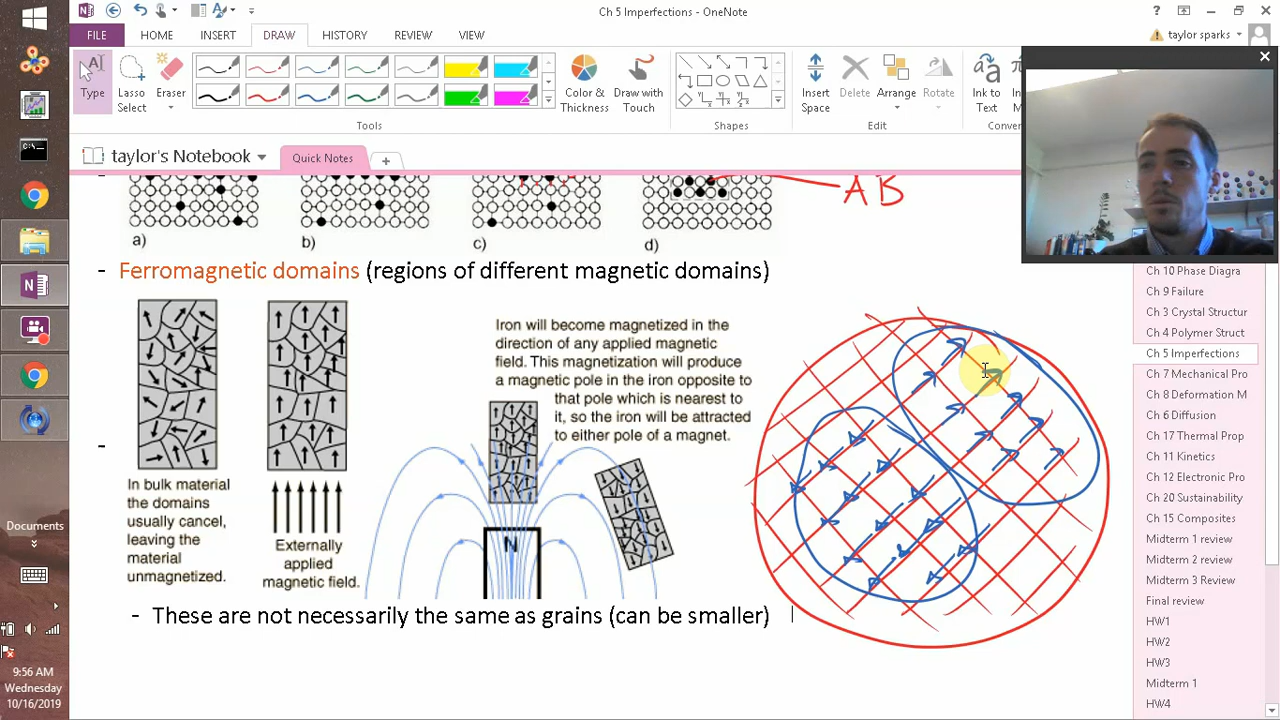 Ch 5 Imperfections - OneNote
FILE
HOME
INSERT
DRAW
HISTORY
REVIEW
VIEW
taylor sparks
Type
Lasso
Select
Eraser
Color &
Thickness
Draw with
Touch
Insert
Space
Delete
Arrange
Rotate
Ink to
Text
In
M
Tools
Shapes
Edit
Conver
taylor's Notebook
Quick Notes
A B
a)
b)
c)
d)
- Ferromagnetic domains (regions of different magnetic domains)
Iron will become magnetized in the
direction of any applied magnetic
field. This magnetization will produce
a magnetic pole in the iron opposite to
that pole which is nearest to
it, so the iron will be attracted
to either pole of a magnet.
-
In bulk material
the domains
usually cancel,
leaving the
material
unmagnetized.
Externally
applied
magnetic field.
N
- These are not necessarily the same as grains (can be smaller)
Ch 10 Phase Diagra
Ch 9 Failure
Ch 3 Crystal Structur
Ch 4 Polymer Struct
Ch 5 Imperfections
Ch 7 Mechanical Pro
Ch 8 Deformation M
Ch 6 Diffusion
Ch 17 Thermal Prop
Ch 11 Kinetics
Ch 12 Electronic Pro
Ch 20 Sustainability
Ch 15 Composites
Midterm 1 review
Midterm 2 review
Midterm 3 Review
Final review
HW1
HW2
HW3
Midterm 1
HW4
Documents
9:56 AM
Wednesday
10/16/2019